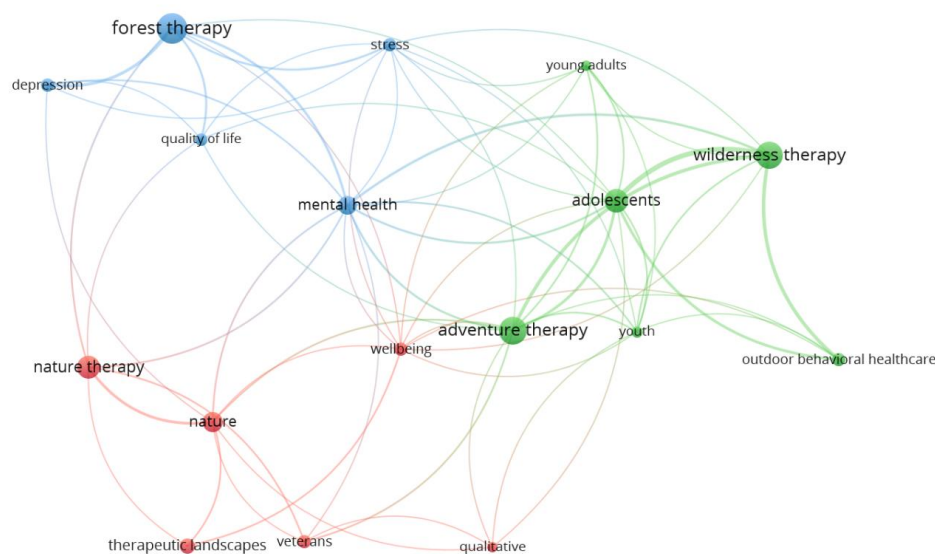 forest therapy
stress
young adults
depression
quality of life
wilderness therapy
mental health
adolescents
adventure therapy
youth
wellbeing
outdoor behavioral healthcare
nature therapy
nature
therapeutic landscapes
veterans
qualitative